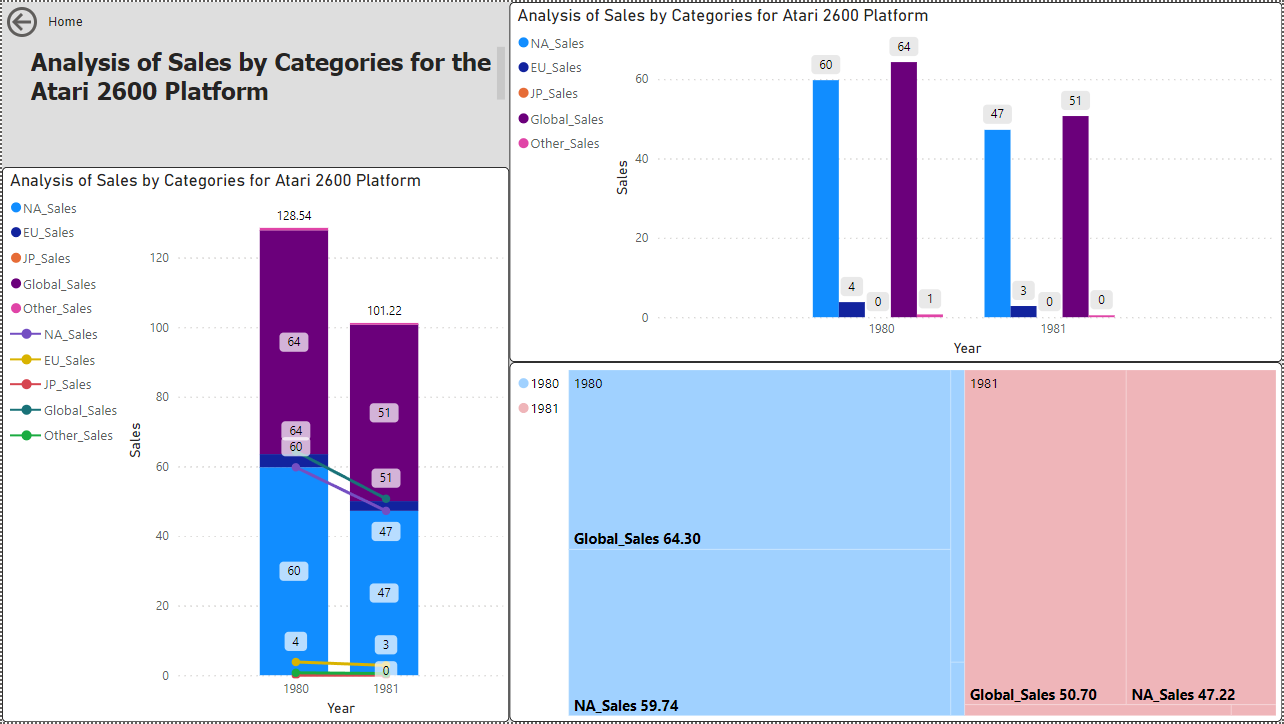 Home
Analysis of Sales by Categories for the
Atari 2600 Platform
Analysis of Sales by Categories for Atari 2600 Platform
NA_Sales
EU_Sales
JP_Sales
Global_Sales
Other_Sales
NA_Sales
EU_Sales
JP_Sales
Global_Sales
Other_Sales
Sales
120
100
80
60
40
20
0
128.54
101.22
64
51
64
60
51
47
60
47
4
3
0
1980
1981
Year
Analysis of Sales by Categories for Atari 2600 Platform
NA_Sales
EU_Sales
JP_Sales
Global_Sales
Other_Sales
Sales
60
40
20
0
60
4
0
64
1
47
3
0
51
0
1980
1981
Year
1980
1981
1980
Global_Sales 64.30
NA_Sales 59.74
1981
Global_Sales 50.70
NA_Sales 47.22